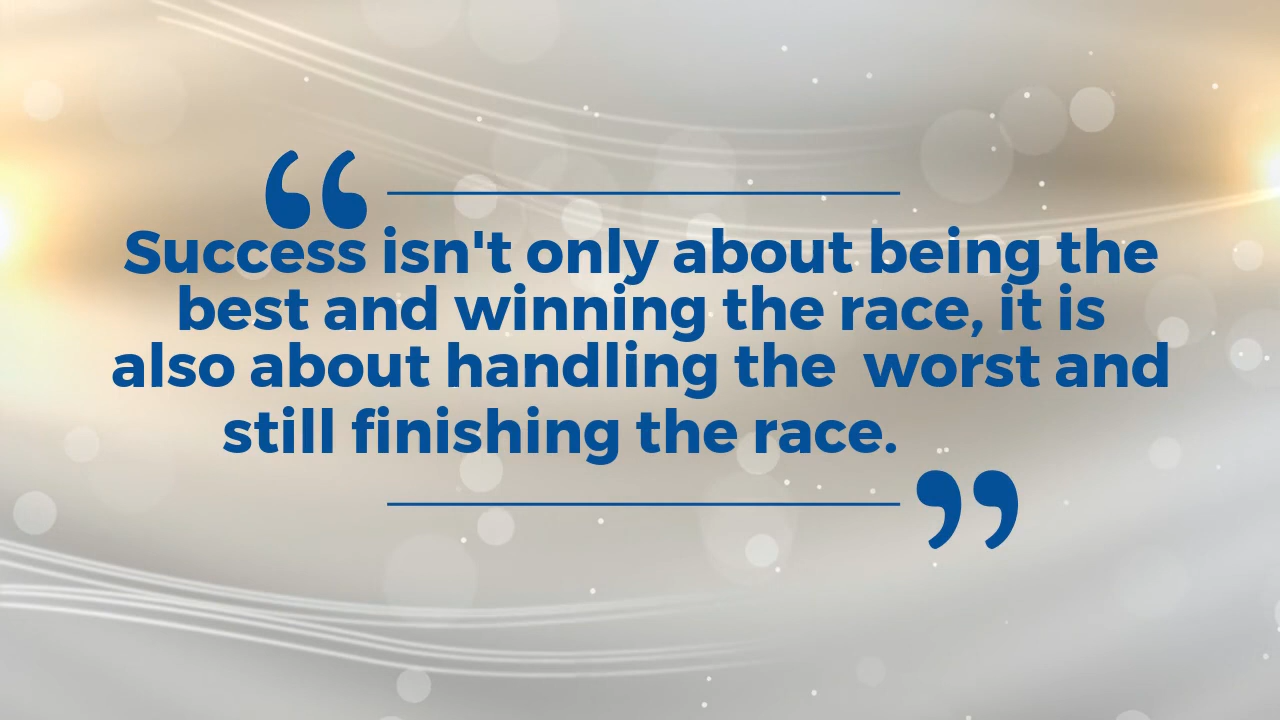 “
Success isn't only about being the
best and winning the race, it is
also about handling the  worst and
still finishing the race.
”